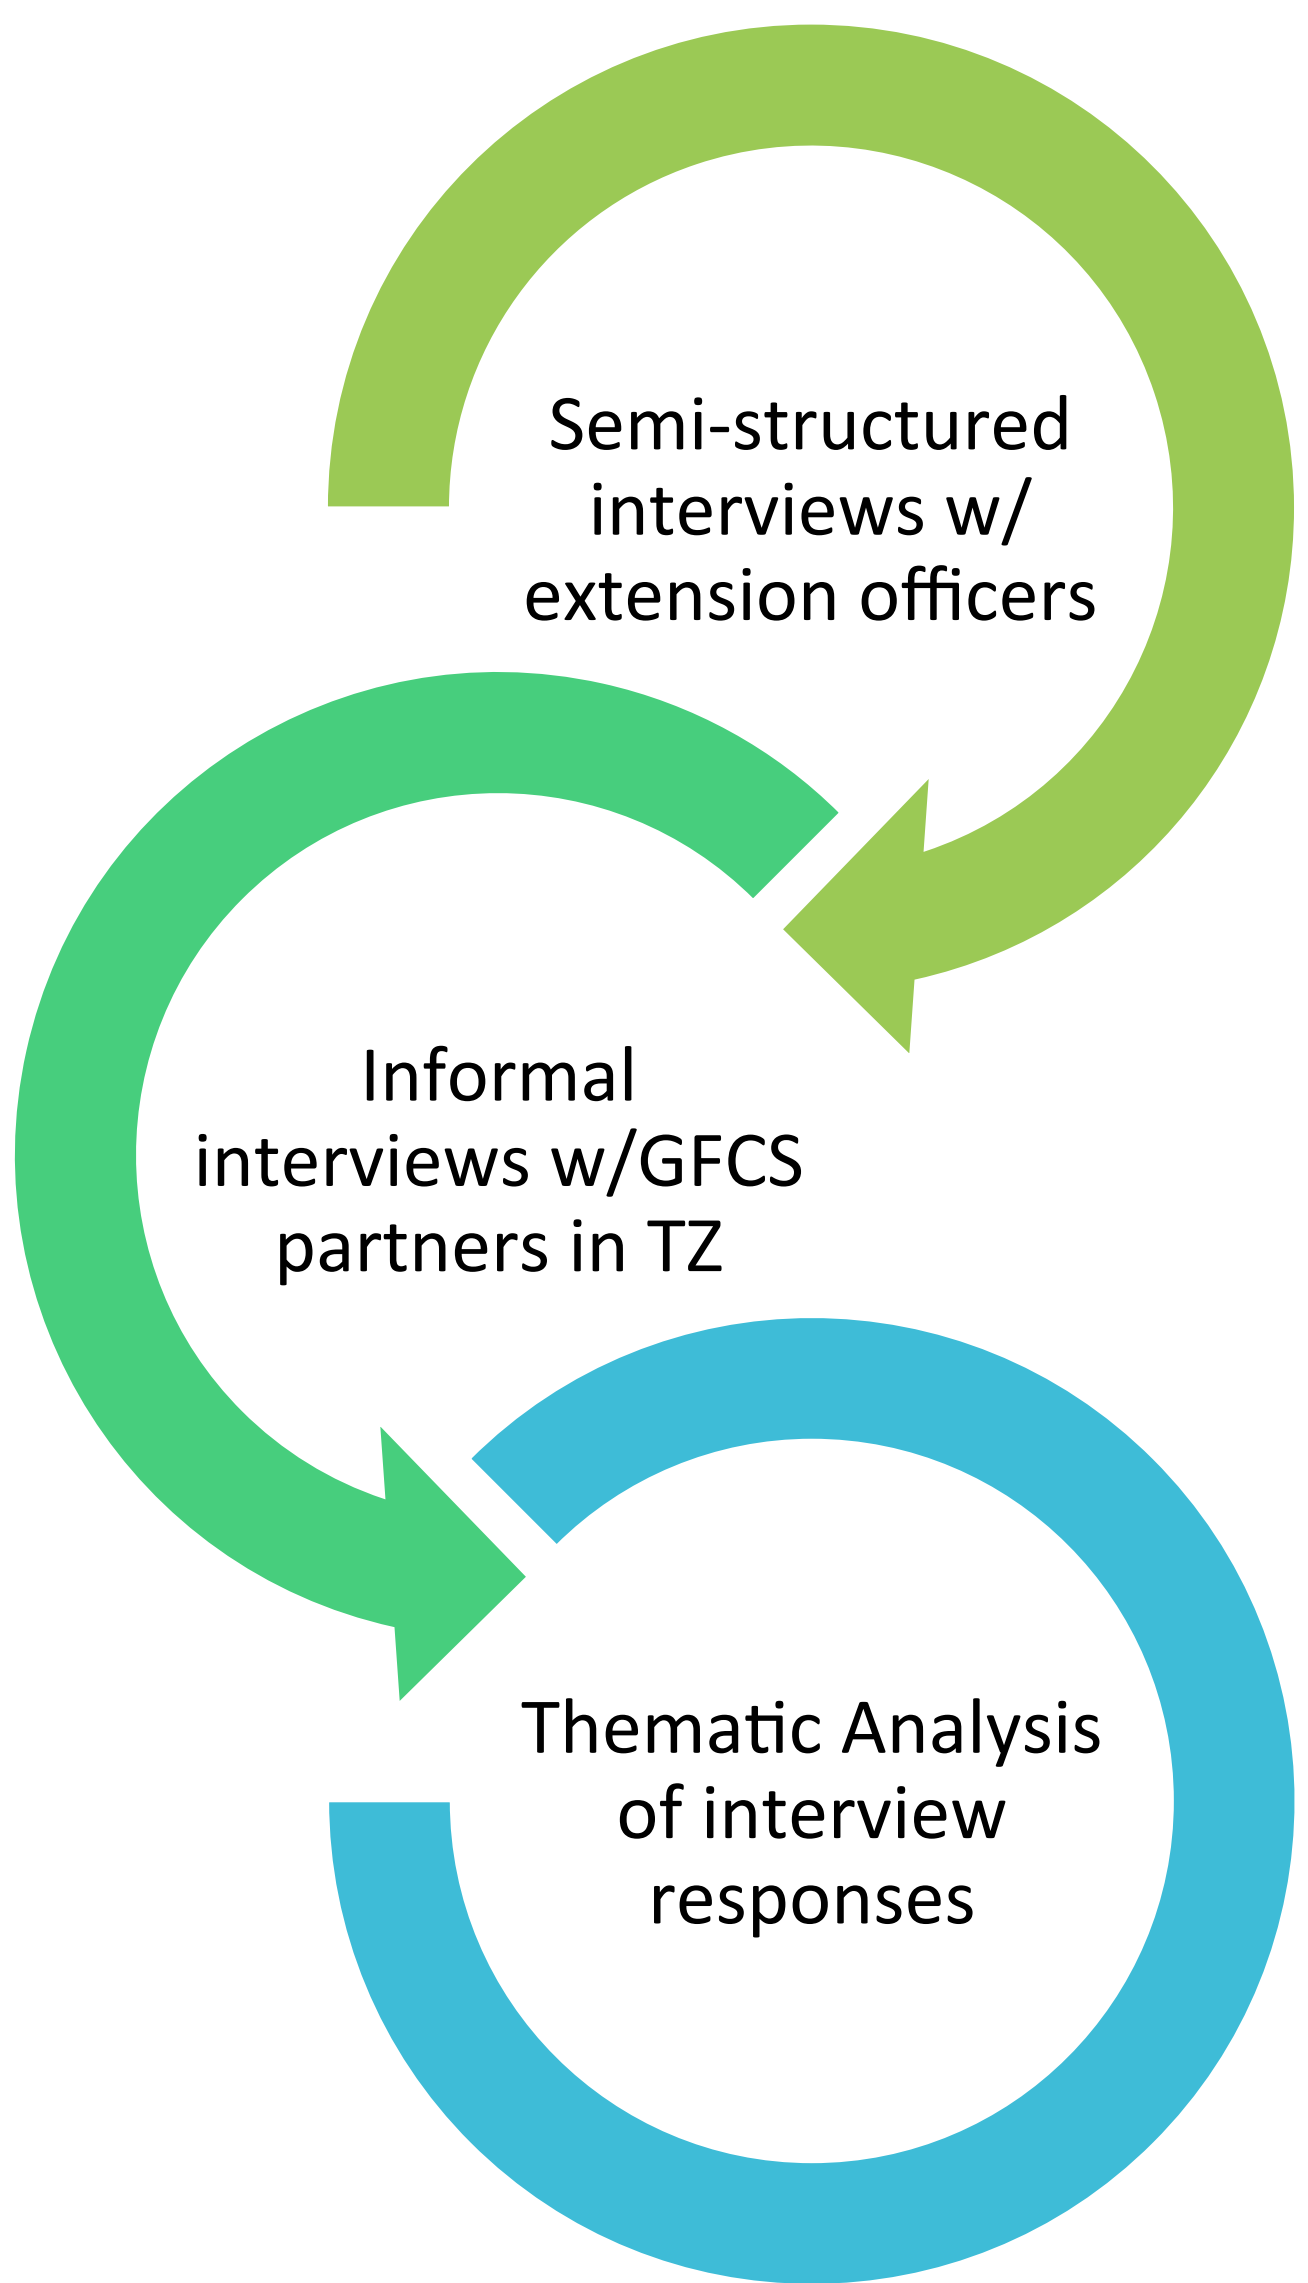 Semi-structured
interviews w/
extension officers
Informal
interviews w/GFCS
partners in TZ
Thematic Analysis
of interview
responses